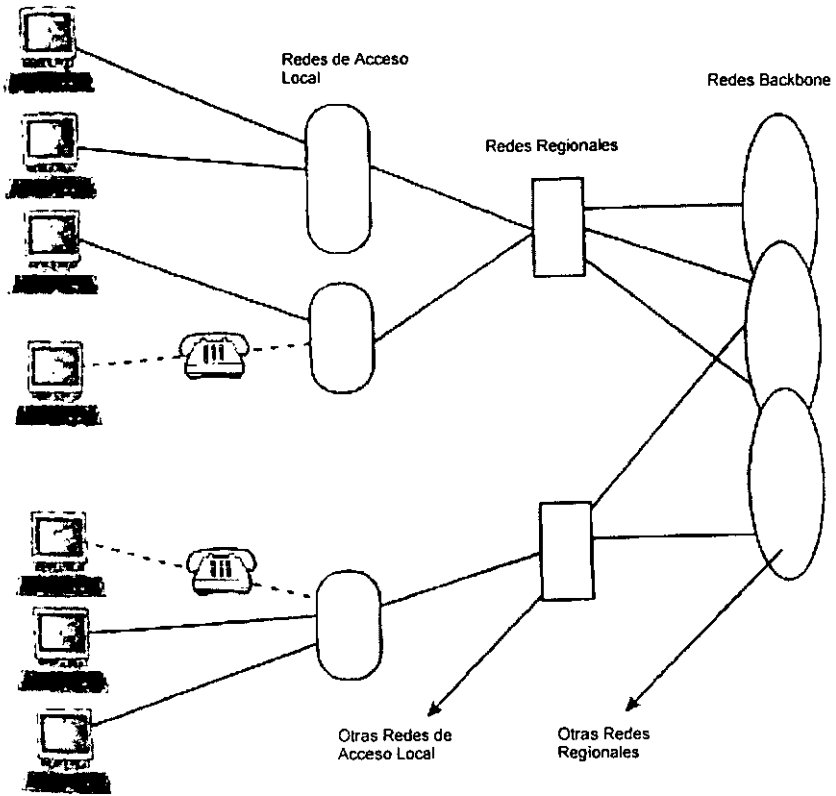 Redes de Acceso
Local
Redes Backbone
Redes Regionales
Otras Redes de
Acceso Local
Otras Redes
Regionales